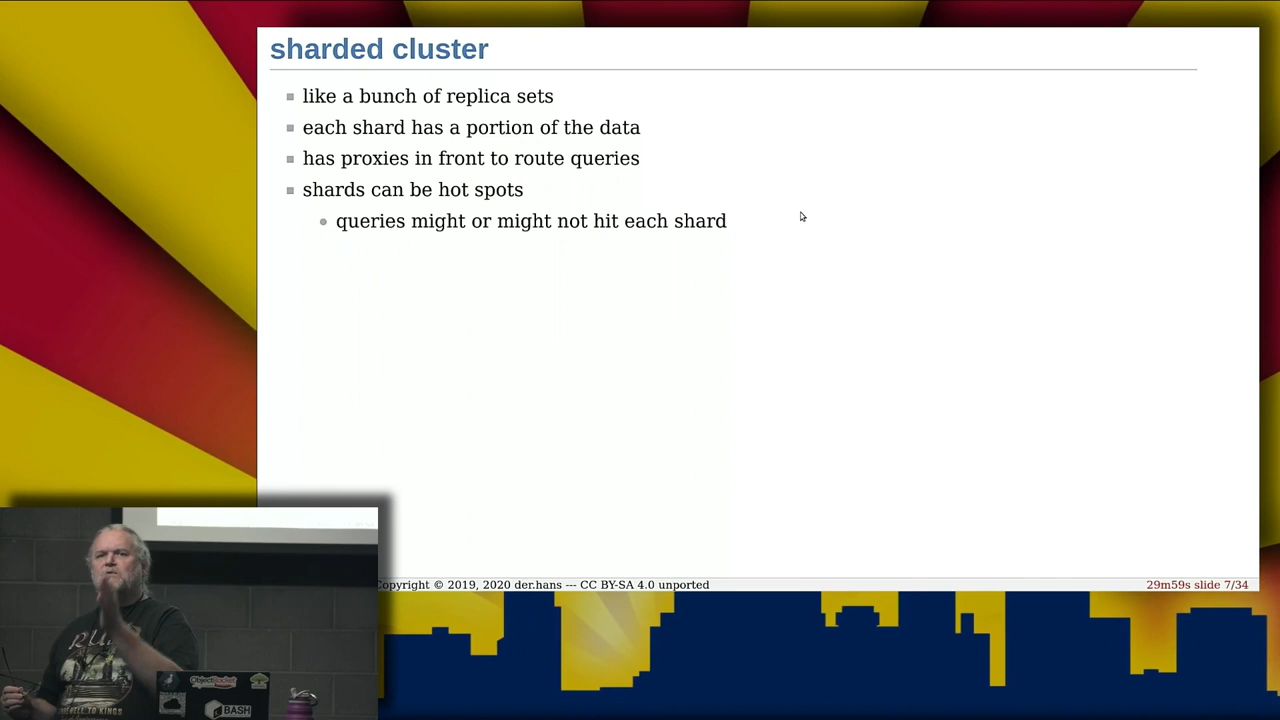 sharded cluster
like a bunch of replica sets
each shard has a portion of the data
has proxies in front to route queries
shards can be hot spots
queries might or might not hit each shard
opyright © 2019, 2020 der.hans --- CC BY-SA 4.0 unported
29m59s slide 7/34
ObjectRocket
BASH